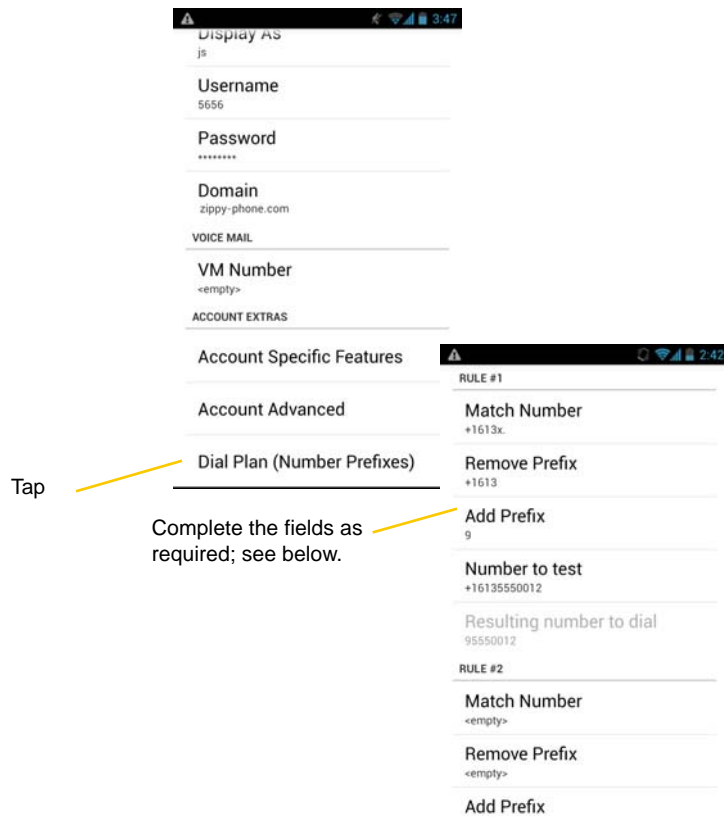 3:47
Display As
js
Username
5656
Password
••••••••
Domain
zippy-phone.com
VOICE MAIL
VM Number
<empty>
ACCOUNT EXTRAS
Account Specific Features
Account Advanced
Dial Plan (Number Prefixes)
Tap
Complete the fields as
required; see below.
2:42
RULE #1
Match Number
+1613x.
Remove Prefix
+1613
Add Prefix
9
Number to test
+16135550012
Resulting number to dial
95550012
RULE #2
Match Number
<empty>
Remove Prefix
<empty>
Add Prefix